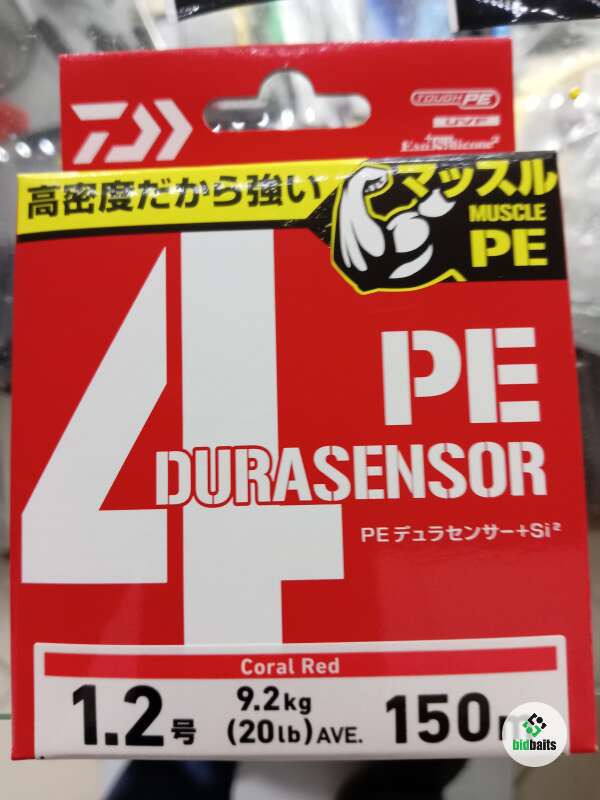 TOUGH PE
UVF
高密度だから強い
マッスル
MUSCLE
PE
4
PE
DURASENSOR
PEデュラセンサー+Si²
Coral Red
1.2号
9.2kg
(20lb) AVE.
150m
bidbaits